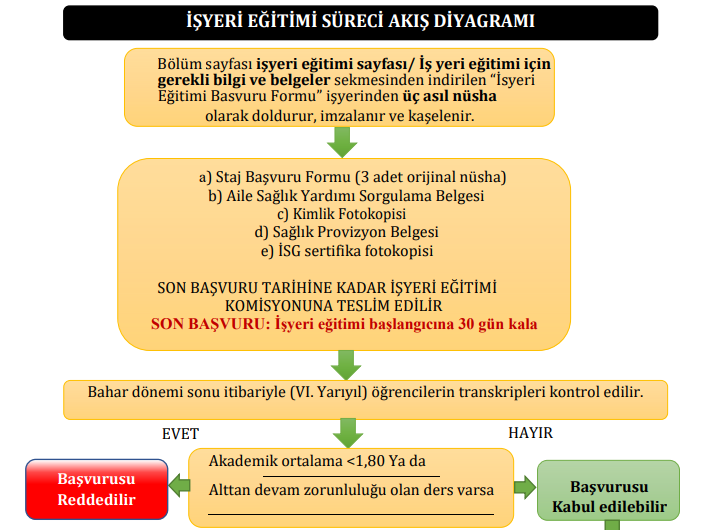 İŞYERİ EĞİTİMİ SÜRECİ AKIŞ DİYAGRAMI
Bölüm sayfası işyeri eğitimi sayfası/ İş yeri eğitimi için
gerekli bilgi ve belgeler sekmesinden indirilen “İsyeri
Eğitimi Basvuru Formu” işyerinden üç asıl nüsha
olarak doldurur, imzalanır ve kaşelenir.
a) Staj Başvuru Formu (3 adet orijinal nüsha)
b) Aile Sağlık Yardımı Sorgulama Belgesi
c) Kimlik Fotokopisi
d) Sağlık Provizyon Belgesi
e) İSG sertifika fotokopisi
SON BAŞVURU TARİHİNE KADAR İŞYERİ EĞİTİMİ
KOMİSYONUNA TESLİM EDİLİR
SON BAŞVURU: İşyeri eğitimi başlangıcına 30 gün kala
Bahar dönemi sonu itibariyle (VI. Yarıyıl) öğrencilerin transkripleri kontrol edilir.
EVET
HAYIR
Akademik ortalama <1,80 Ya da
Alttan devam zorunluluğu olan ders varsa
Başvurusu
Reddedilir
Başvurusu
Kabul edilebilir